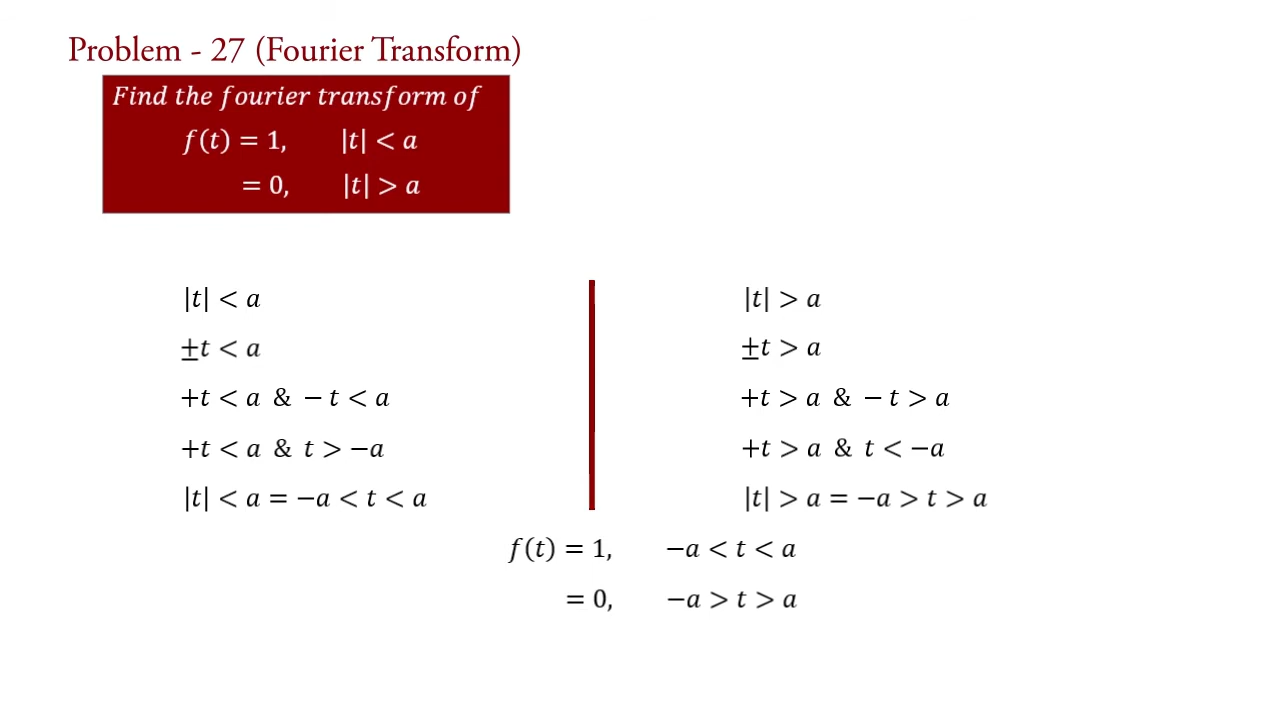 Problem - 27 (Fourier Transform)
Find the fourier transform of
f(t) = 1, |t| < a
= 0, |t| > a
|t| < a
±t < a
+t < a & − t < a
+t < a & t > −a
|t| < a = −a < t < a
|t| > a
±t > a
+t > a & − t > a
+t > a & t < −a
|t| > a = −a > t > a
f(t) = 1, −a < t < a
= 0, −a > t > a